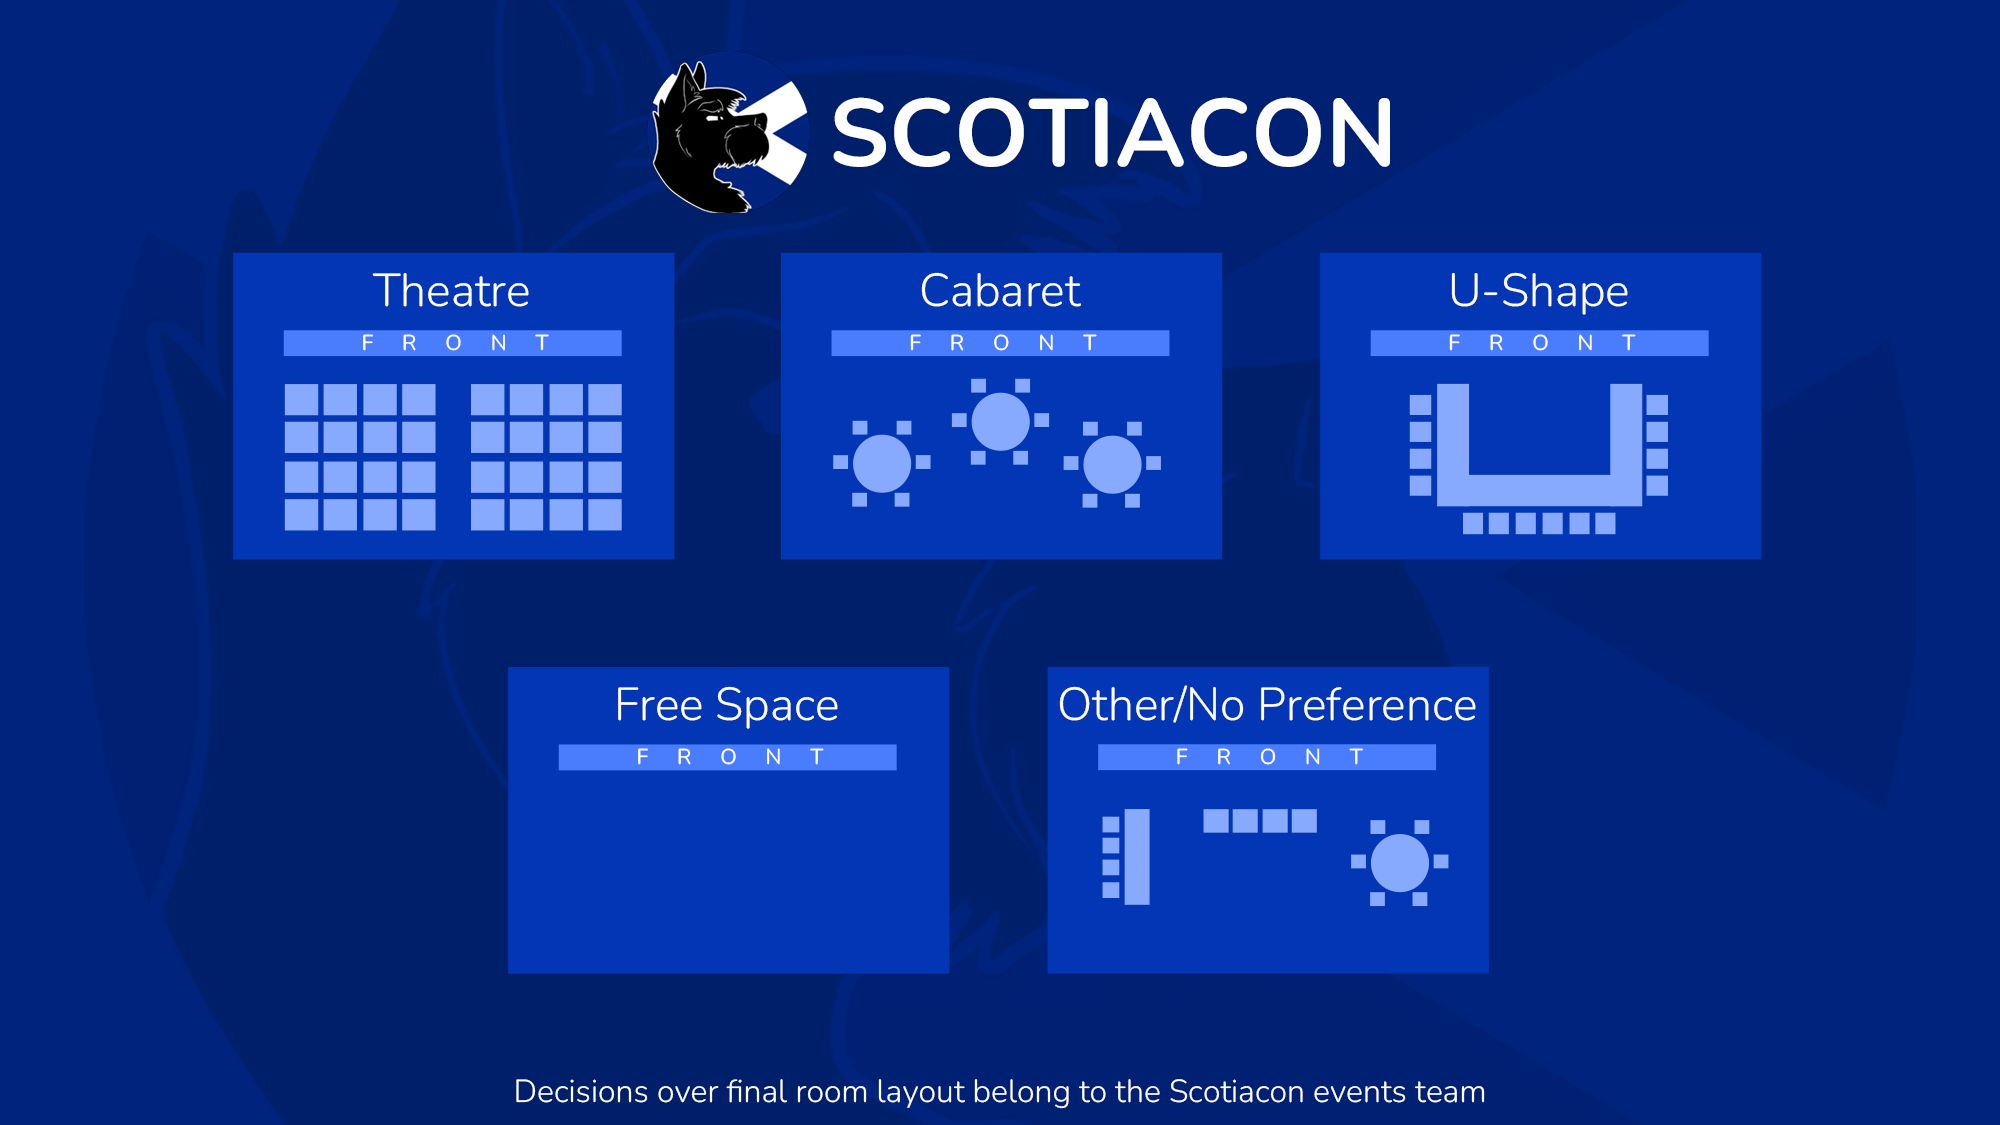 SCOTIACON
Theatre
F R O N T
Cabaret
F R O N T
U-Shape
F R O N T
Free Space
F R O N T
Other/No Preference
F R O N T
Decisions over final room layout belong to the Scotiacon events team